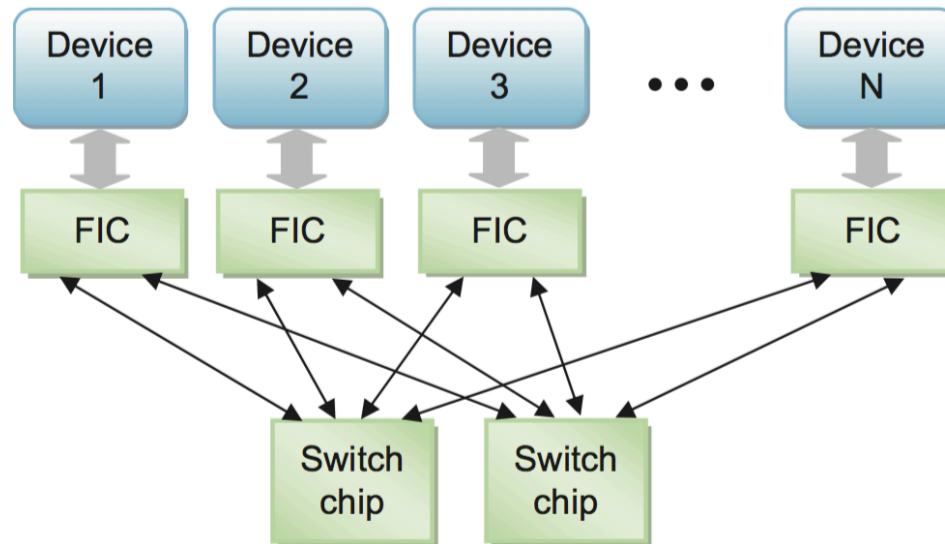 Device
1
Device
2
Device
3
•••
Device
N
FIC
FIC
FIC
FIC
Switch
chip
Switch
chip